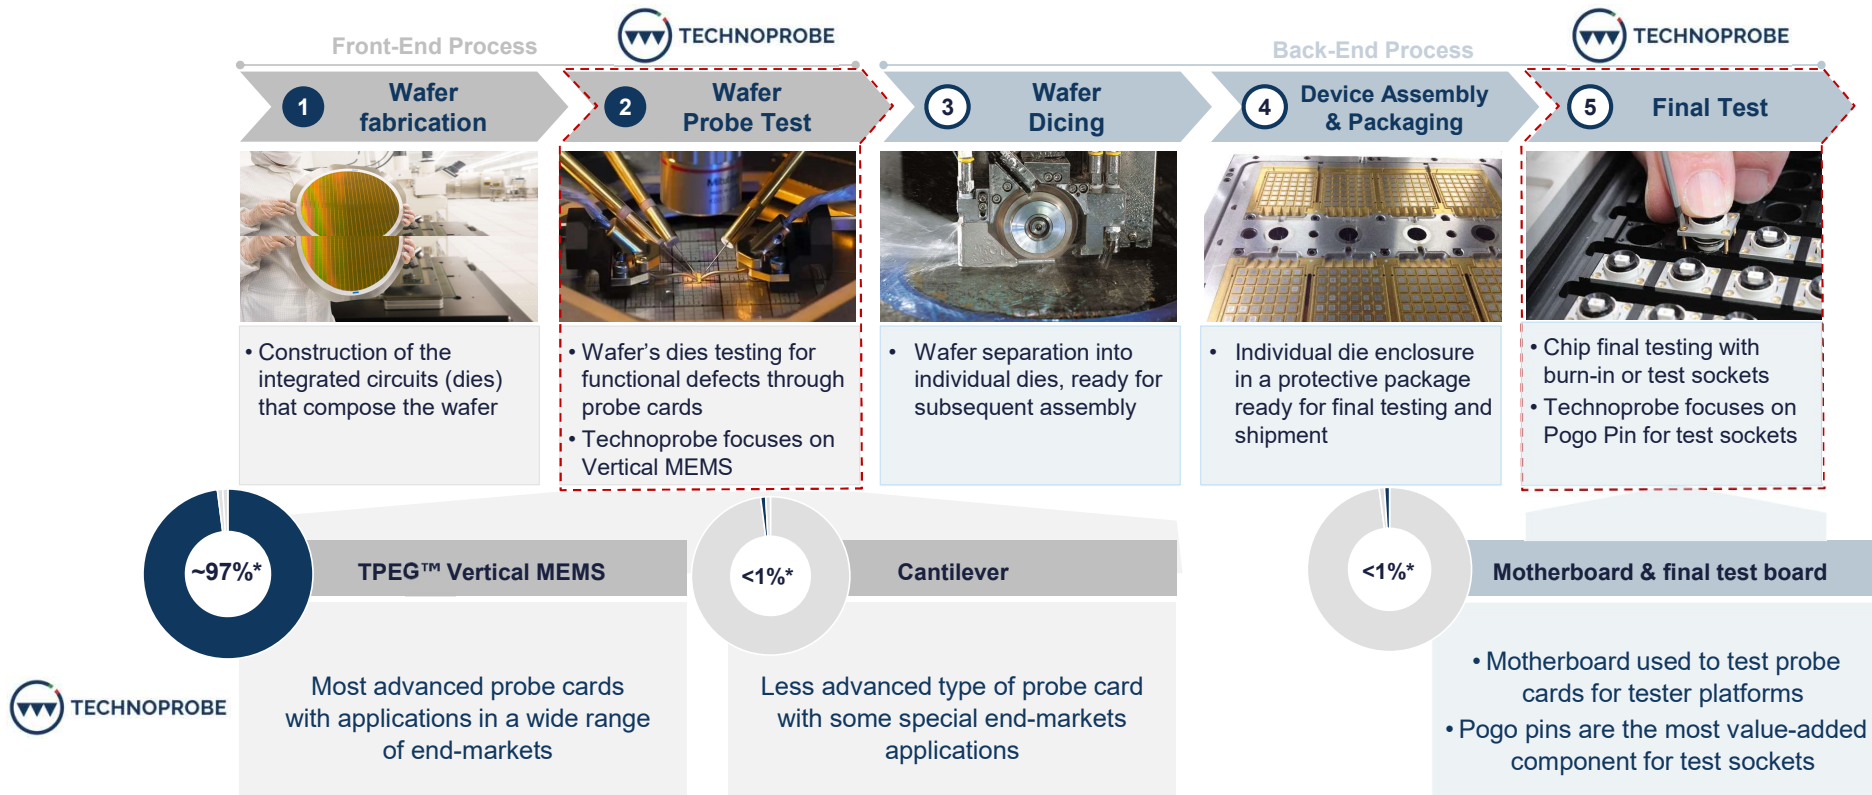 Front-End Process
TECHNOPROBE
Back-End Process
TECHNOPROBE
1
Wafer
fabrication
2
Wafer
Probe Test
3
Wafer
Dicing
4
Device Assembly
& Packaging
5
Final Test
• Construction of the
integrated circuits (dies)
that compose the wafer
• Wafer's dies testing for
functional defects through
probe cards
• Technoprobe focuses on
Vertical MEMS
• Wafer separation into
individual dies, ready for
subsequent assembly
• Individual die enclosure
in a protective package
ready for final testing and
shipment
• Chip final testing with
burn-in or test sockets
• Technoprobe focuses on
Pogo Pin for test sockets
~97%*
TPEG™ Vertical MEMS
<1%*
Cantilever
<1%*
Motherboard & final test board
TECHNOPROBE
Most advanced probe cards
with applications in a wide range
of end-markets
Less advanced type of probe card
with some special end-markets
applications
• Motherboard used to test probe
cards for tester platforms
• Pogo pins are the most value-added
component for test sockets